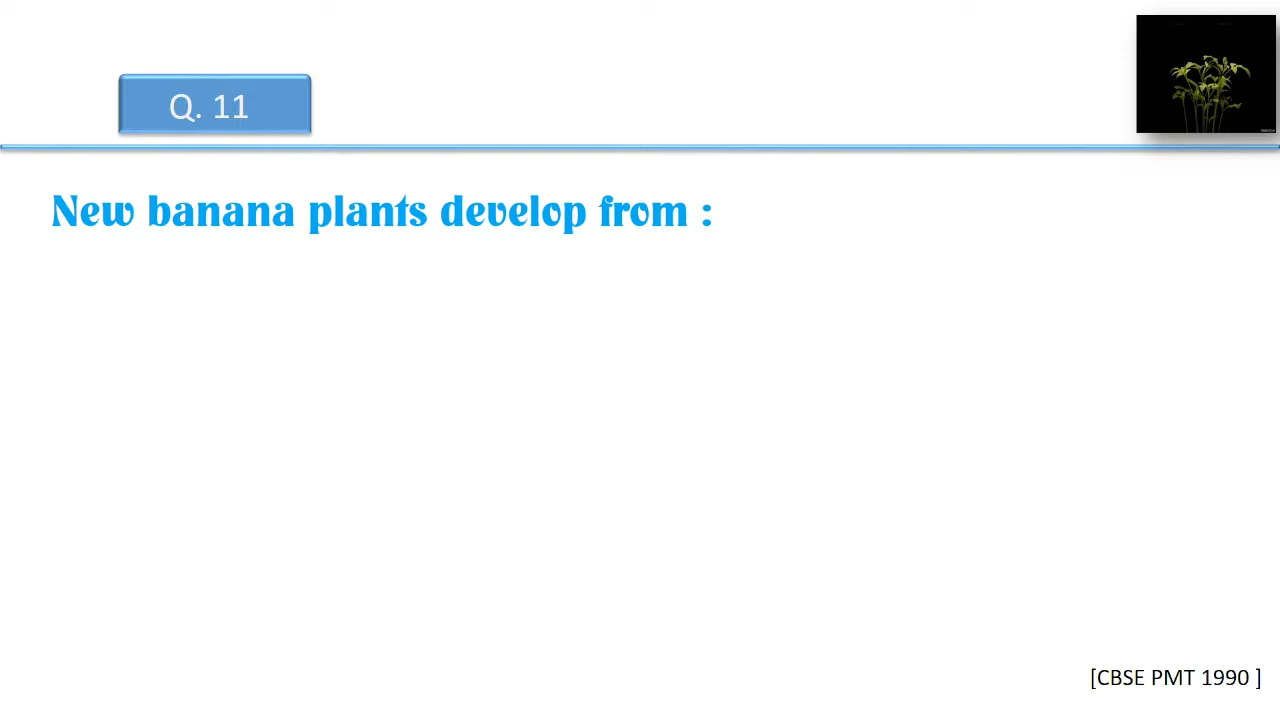 Q. 11
New banana plants develop from :
[CBSE PMT 1990 ]